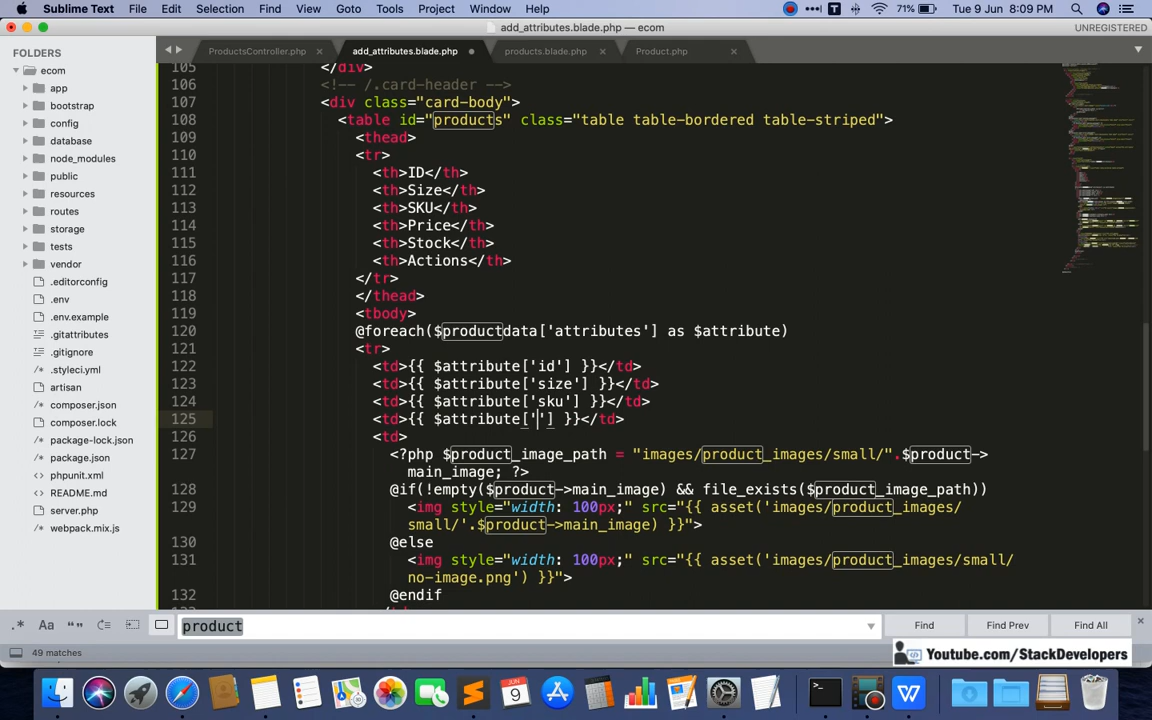 Sublime Text File Edit Selection Find View Goto Tools Project Window Help 71% Tue 9 Jun 8:09 PM
add_attributes.blade.php — ecom UNREGISTERED
FOLDERS
ecom
app
bootstrap
config
database
node_modules
public
resources
routes
storage
tests
vendor
.editorconfig
.env
.env.example
.gitattributes
.gitignore
.styleci.yml
artisan
composer.json
composer.lock
package-lock.json
package.json
phpunit.xml
README.md
server.php
webpack.mix.js
ProductsController.php add_attributes.blade.php products.blade.php Product.php
105 </div>
106 <!-- /.card-header -->
107 <div class="card-body">
108 <table id="products" class="table table-bordered table-striped">
109 <thead>
110 <tr>
111 <th>ID</th>
112 <th>Size</th>
113 <th>SKU</th>
114 <th>Price</th>
115 <th>Stock</th>
116 <th>Actions</th>
117 </tr>
118 </thead>
119 <tbody>
120 @foreach($productdata['attributes'] as $attribute)
121 <tr>
122 <td>{{ $attribute['id'] }}</td>
123 <td>{{ $attribute['size'] }}</td>
124 <td>{{ $attribute['sku'] }}</td>
125 <td>{{ $attribute[''] }}</td>
126 <td>
127 <?php $product_image_path = "images/product_images/small/".$product->
main_image; ?>
128 @if(!empty($product->main_image) && file_exists($product_image_path))
129 <img style="width: 100px;" src="{{ asset('images/product_images/
small/'.$product->main_image) }}">
130 @else
131 <img style="width: 100px;" src="{{ asset('images/product_images/small/
no-image.png') }}">
132 @endif
product Find Find Prev Find All
49 matches
Youtube.com/StackDevelopers